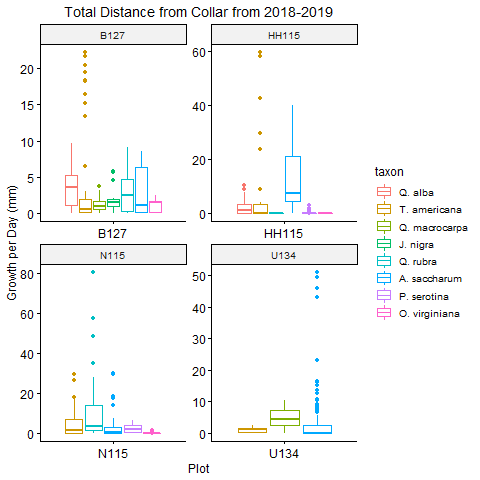 Total Distance from Collar from 2018-2019
B127
HH115
20
15
10
5
0
60
40
20
0
B127
HH115
N115
U134
80
60
40
20
0
50
40
30
20
10
0
N115
U134
Growth per Day (mm)
Plot
taxon
Q. alba
T. americana
Q. macrocarpa
J. nigra
Q. rubra
A. saccharum
P. serotina
O. virginiana